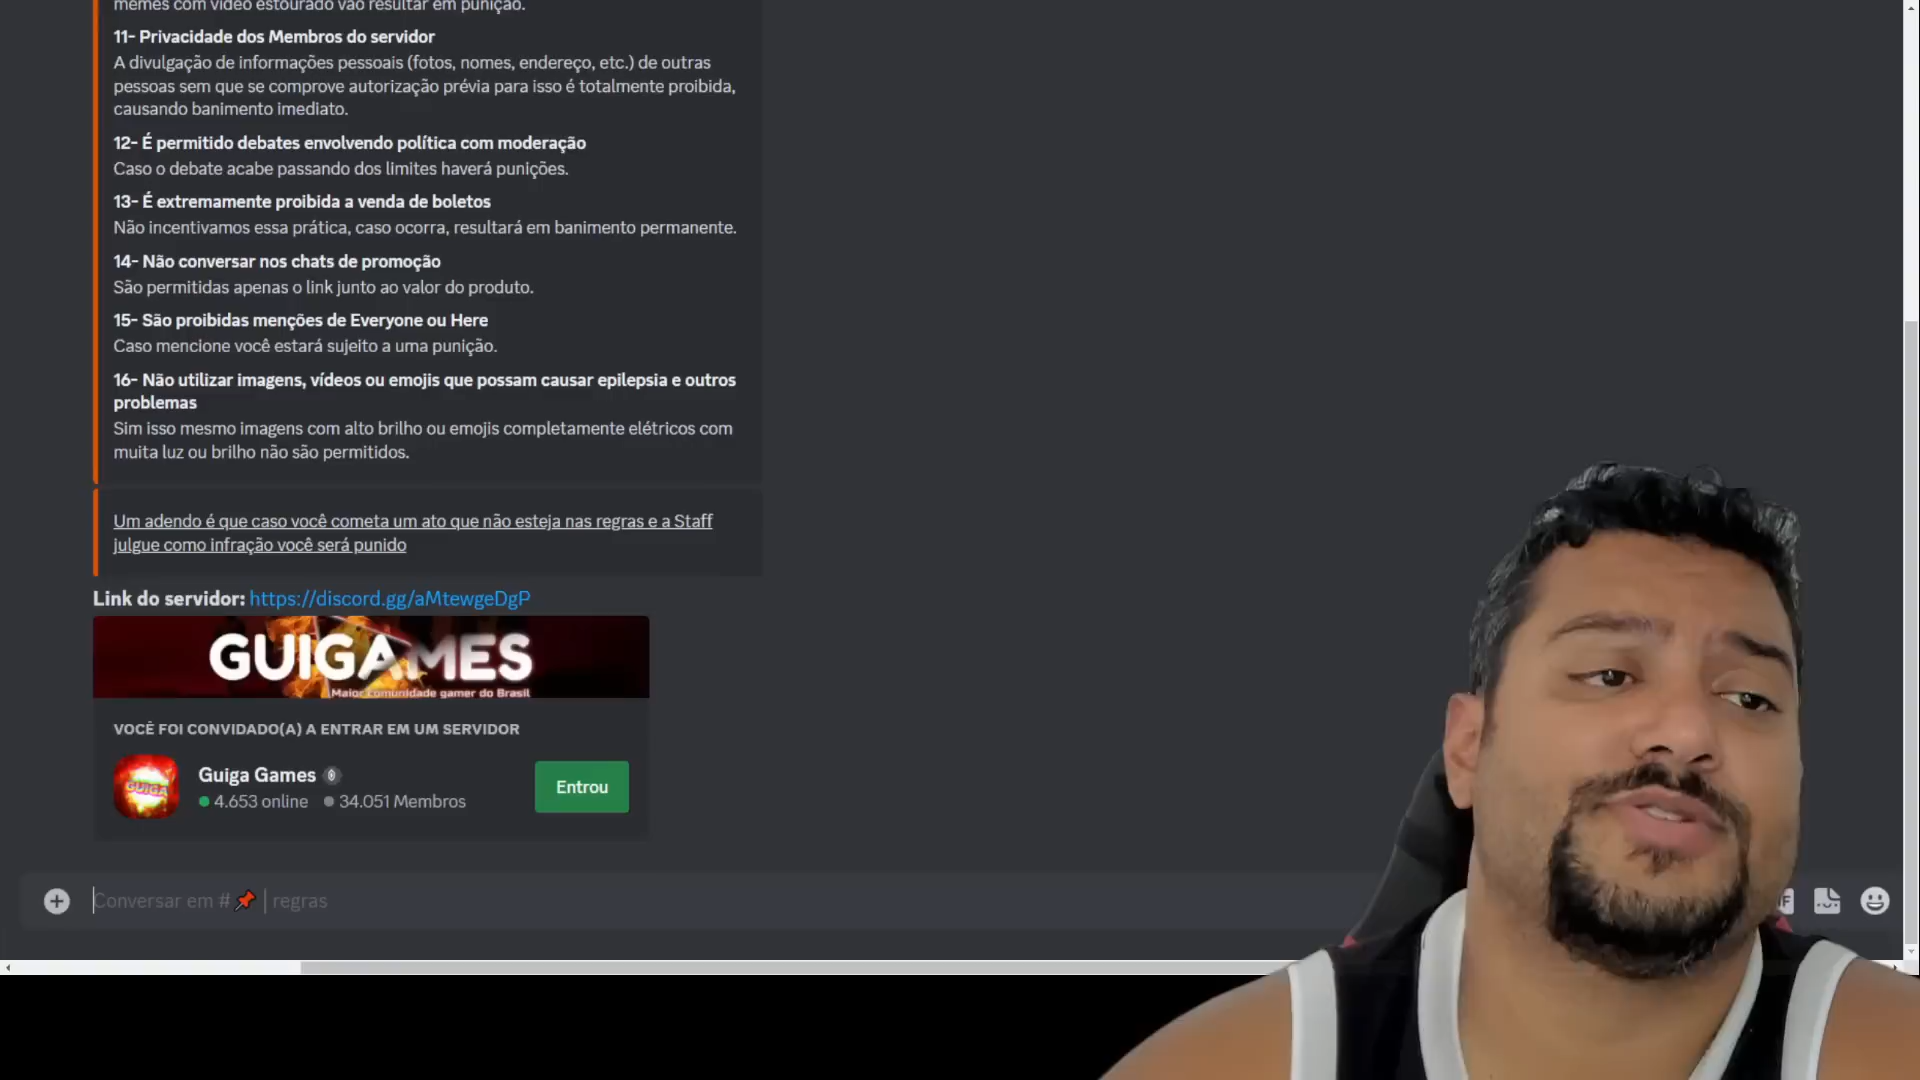 memes com vídeo estourado vão resultar em punição.
11- Privacidade dos Membros do servidor
A divulgação de informações pessoais (fotos, nomes, endereço, etc.) de outras
pessoas sem que se comprove autorização prévia para isso é totalmente proibida,
causando banimento imediato.
12- É permitido debates envolvendo política com moderação
Caso o debate acabe passando dos limites haverá punições.
13- É extremamente proibida a venda de boletos
Não incentivamos essa prática, caso ocorra, resultará em banimento permanente.
14- Não conversar nos chats de promoção
São permitidas apenas o link junto ao valor do produto.
15- São proibidas menções de Everyone ou Here
Caso mencione você estará sujeito a uma punição.
16- Não utilizar imagens, vídeos ou emojis que possam causar epilepsia e outros
problemas
Sim isso mesmo imagens com alto brilho ou emojis completamente elétricos com
muita luz ou brilho não são permitidos.
Um adendo é que caso você cometa um ato que não esteja nas regras e a Staff
julgue como infração você será punido
Link do servidor: https://discord.gg/aMtewgeDgP
GUIGAMES
Maior comunidade gamer do Brasil
VOCÊ FOI CONVIDADO(A) A ENTRAR EM UM SERVIDOR
GUIGA
Guiga Games
4.653 online 34.051 Membros
Entrou
Conversar em # | regras